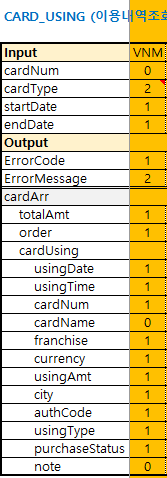 CARD_USING (이용내역조회
Input VNM
cardNum 0
cardType 2
startDate 1
endDate 1
Output
ErrorCode 1
ErrorMessage 2
cardArr
totalAmt 1
order 1
cardUsing
usingDate 1
usingTime 1
cardNum 1
cardName 0
franchise 1
currency 1
usingAmt 1
city 1
authCode 1
usingType 1
purchaseStatus 1
note 0